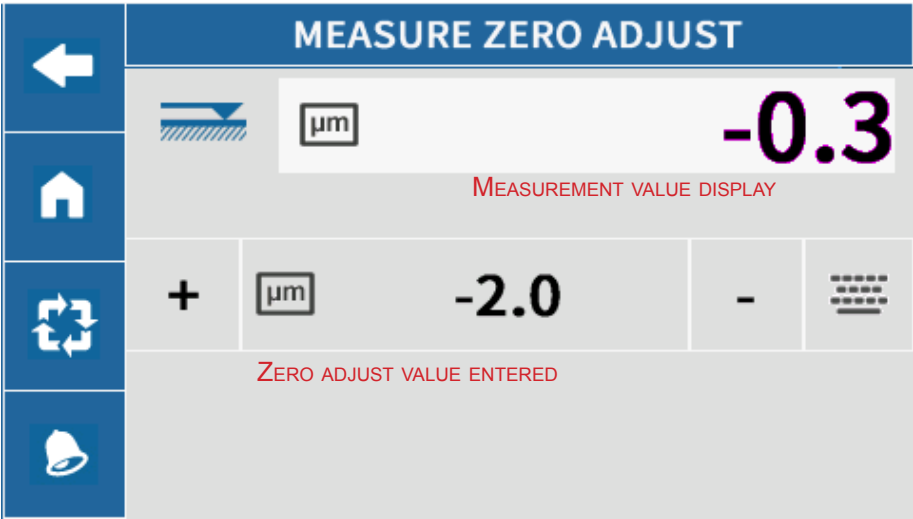 MEASURE ZERO ADJUST
µm -0.3
MEASUREMENT VALUE DISPLAY
+ µm -2.0 -
ZERO ADJUST VALUE ENTERED